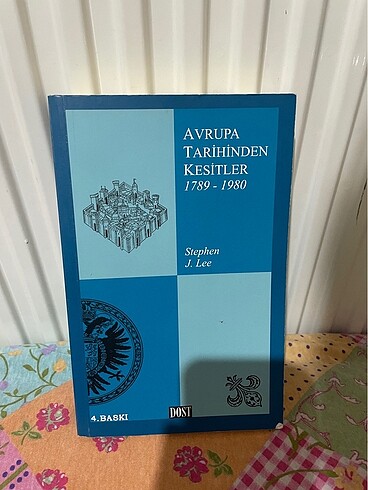 AVRUPA
TARİHİNDEN
KESİTLER
1789 - 1980
Stephen
J. Lee
4. BASKI
DOST